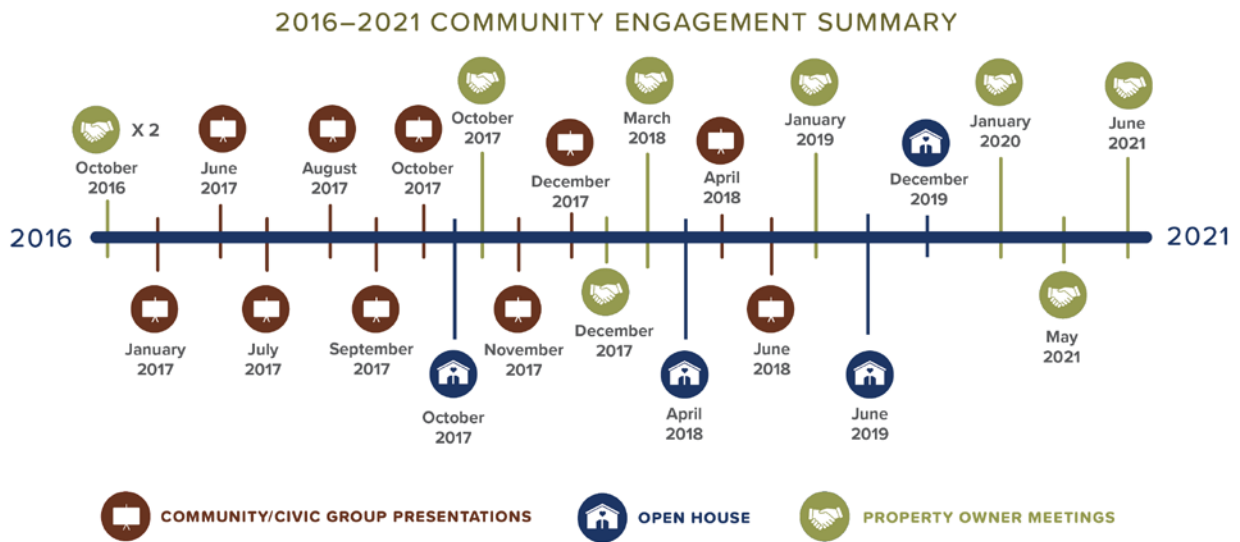 2016–2021 COMMUNITY ENGAGEMENT SUMMARY
X 2
October
2016
June
2017
August
2017
October
2017
October
2017
December
2017
March
2018
April
2018
January
2019
December
2019
January
2020
June
2021
2016
2021
January
2017
July
2017
September
2017
October
2017
November
2017
December
2017
April
2018
June
2018
June
2019
May
2021
COMMUNITY/CIVIC GROUP PRESENTATIONS
OPEN HOUSE
PROPERTY OWNER MEETINGS